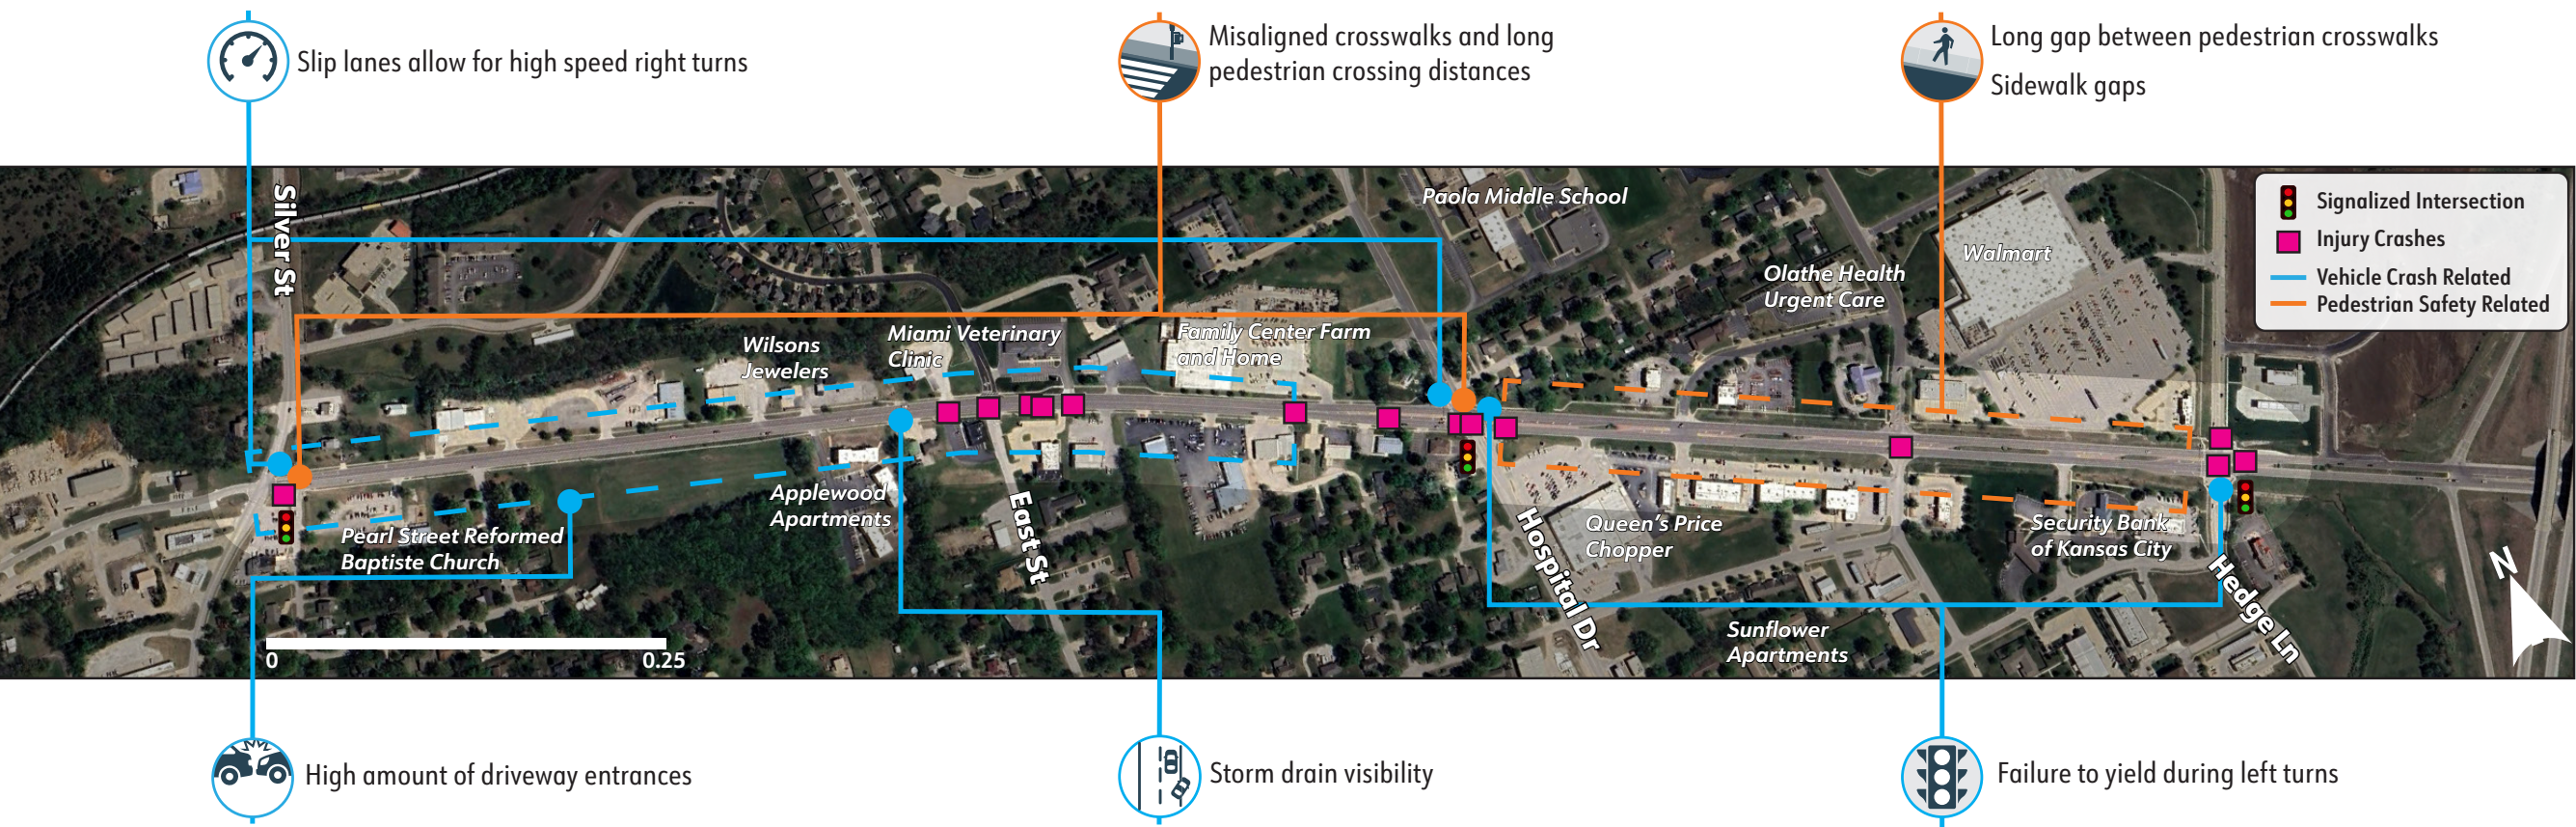 Slip lanes allow for high speed right turns
Misaligned crosswalks and long
pedestrian crossing distances
Long gap between pedestrian crosswalks
Sidewalk gaps
Silver St
Paola Middle School
Walmart
Olathe Health
Urgent Care
Signalized Intersection
Injury Crashes
Vehicle Crash Related
Pedestrian Safety Related
Wilsons
Jewelers
Miami Veterinary
Clinic
Family Center Farm
and Home
Pearl Street Reformed
Baptiste Church
Applewood
Apartments
East St
Hospital Dr
Queen's Price
Chopper
Security Bank
of Kansas City
Hedge Ln
N
Sunflower
Apartments
0 0.25
High amount of driveway entrances
Storm drain visibility
Failure to yield during left turns